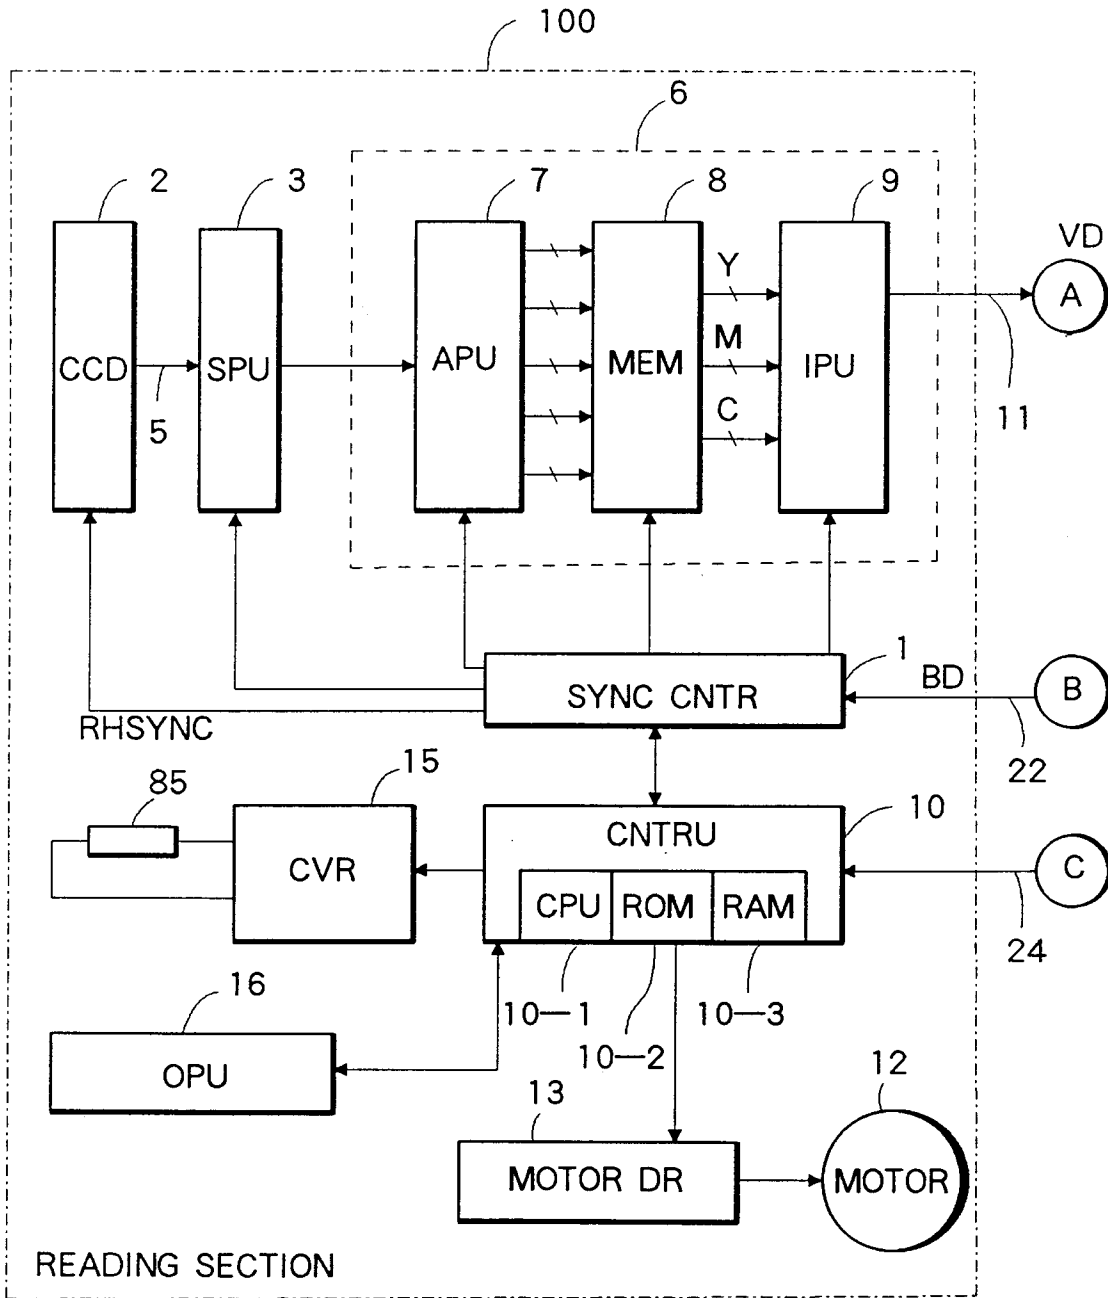 100
6
2
3
7
8
9
VD
Y
A
M
CCD
SPU
APU
MEM
IPU
C
5
11
1
SYNC CNTR
BD
B
RHSYNC
22
15
85
10
CNTRU
CVR
C
CPU
ROM
RAM
24
16
10—1
10—3
10—2
OPU
12
13
MOTOR DR
MOTOR
READING SECTION